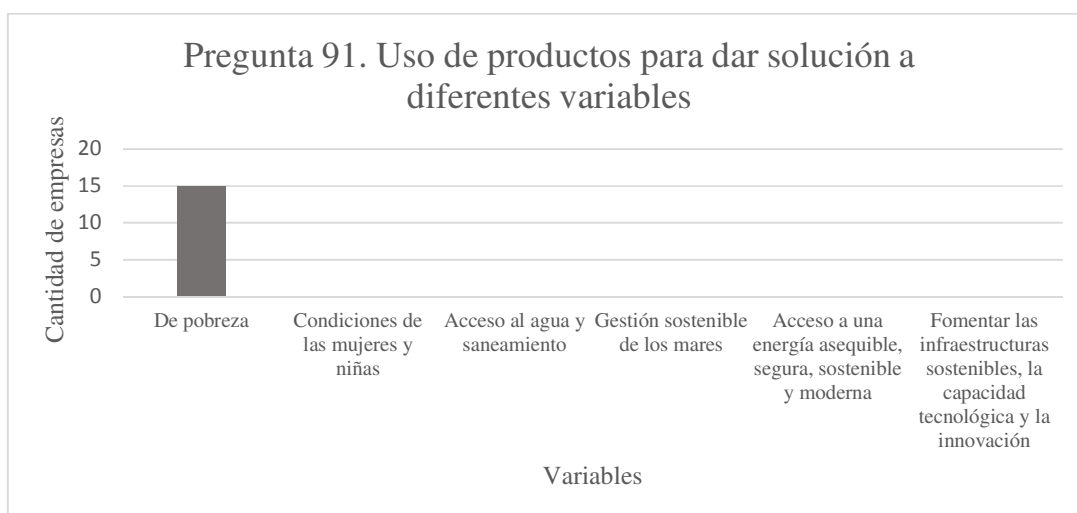 Pregunta 91. Uso de productos para dar solución a
diferentes variables
Cantidad de empresas
20
15
10
5
0
De pobreza
Condiciones de
las mujeres y
niñas
Acceso al agua y
saneamiento
Gestión sostenible
de los mares
Acceso a una
energía asequible,
segura, sostenible
y moderna
Fomentar las
infraestructuras
sostenibles, la
capacidad
tecnológica y la
innovación
Variables